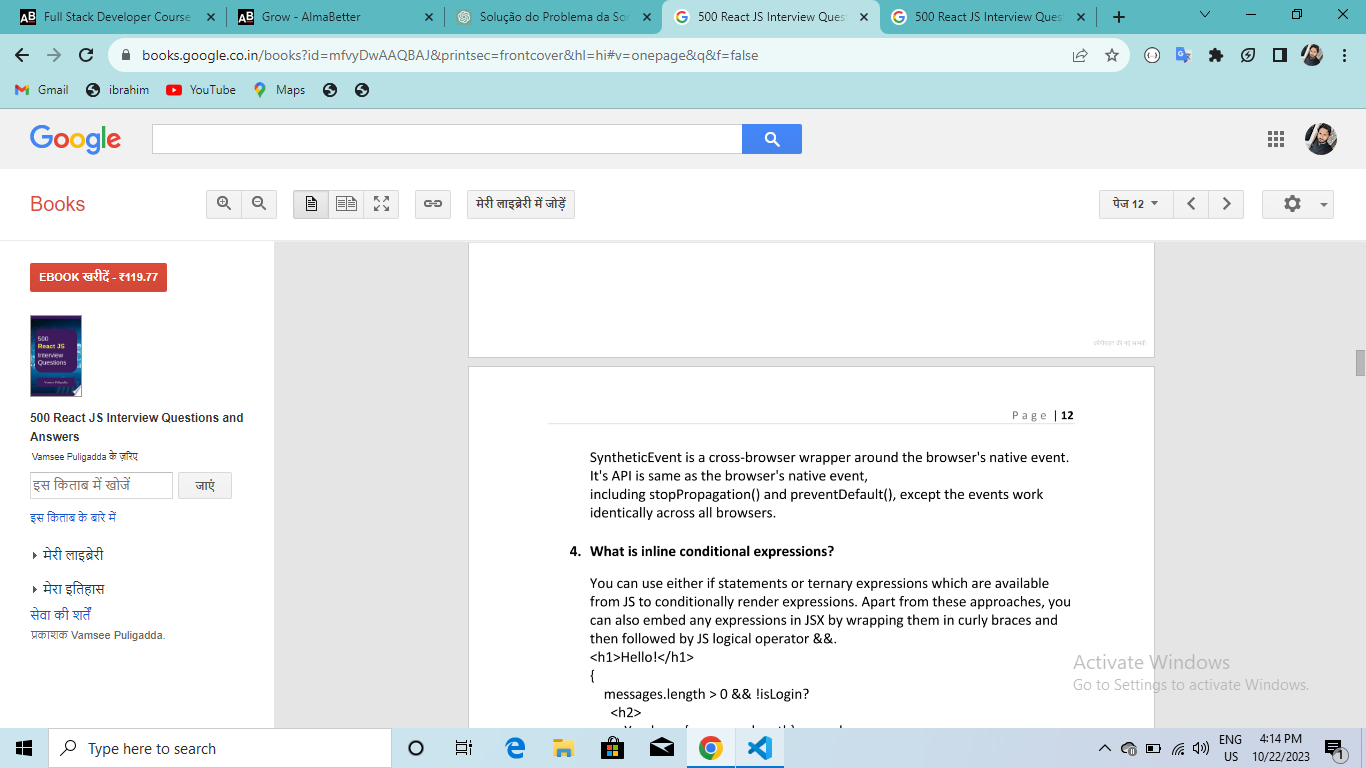 Full Stack Developer Course
Grow - AlmaBetter
Solução do Problema da So
500 React JS Interview Ques
500 React JS Interview Ques
books.google.co.in/books?id=mfvyDwAAQBAJ&printsec=frontcover&hl=hi#v=onepage&q&f=false
Gmail
ibrahim
YouTube
Maps
Google
Books
मेरी लाइब्रेरी में जोड़ें
पेज 12
EBOOK खरीदें - ₹119.77
500
React JS
Interview
Questions
Vamsee Puligadda
500 React JS Interview Questions and
Answers
Vamsee Puligadda के ज़रिए
इस किताब में खोजें
जाएं
इस किताब के बारे में
मेरी लाइब्रेरी
मेरा इतिहास
सेवा की शर्तें
प्रकाशक Vamsee Puligadda.
Page | 12
SyntheticEvent is a cross-browser wrapper around the browser's native event.
It's API is same as the browser's native event,
including stopPropagation() and preventDefault(), except the events work
identically across all browsers.
4. What is inline conditional expressions?
You can use either if statements or ternary expressions which are available
from JS to conditionally render expressions. Apart from these approaches, you
can also embed any expressions in JSX by wrapping them in curly braces and
then followed by JS logical operator &&.
<h1>Hello!</h1>
{
messages.length > 0 && !isLogin?
<h2>
Activate Windows
Go to Settings to activate Windows.
Type here to search
ENG
US
4:14 PM
10/22/2023
1